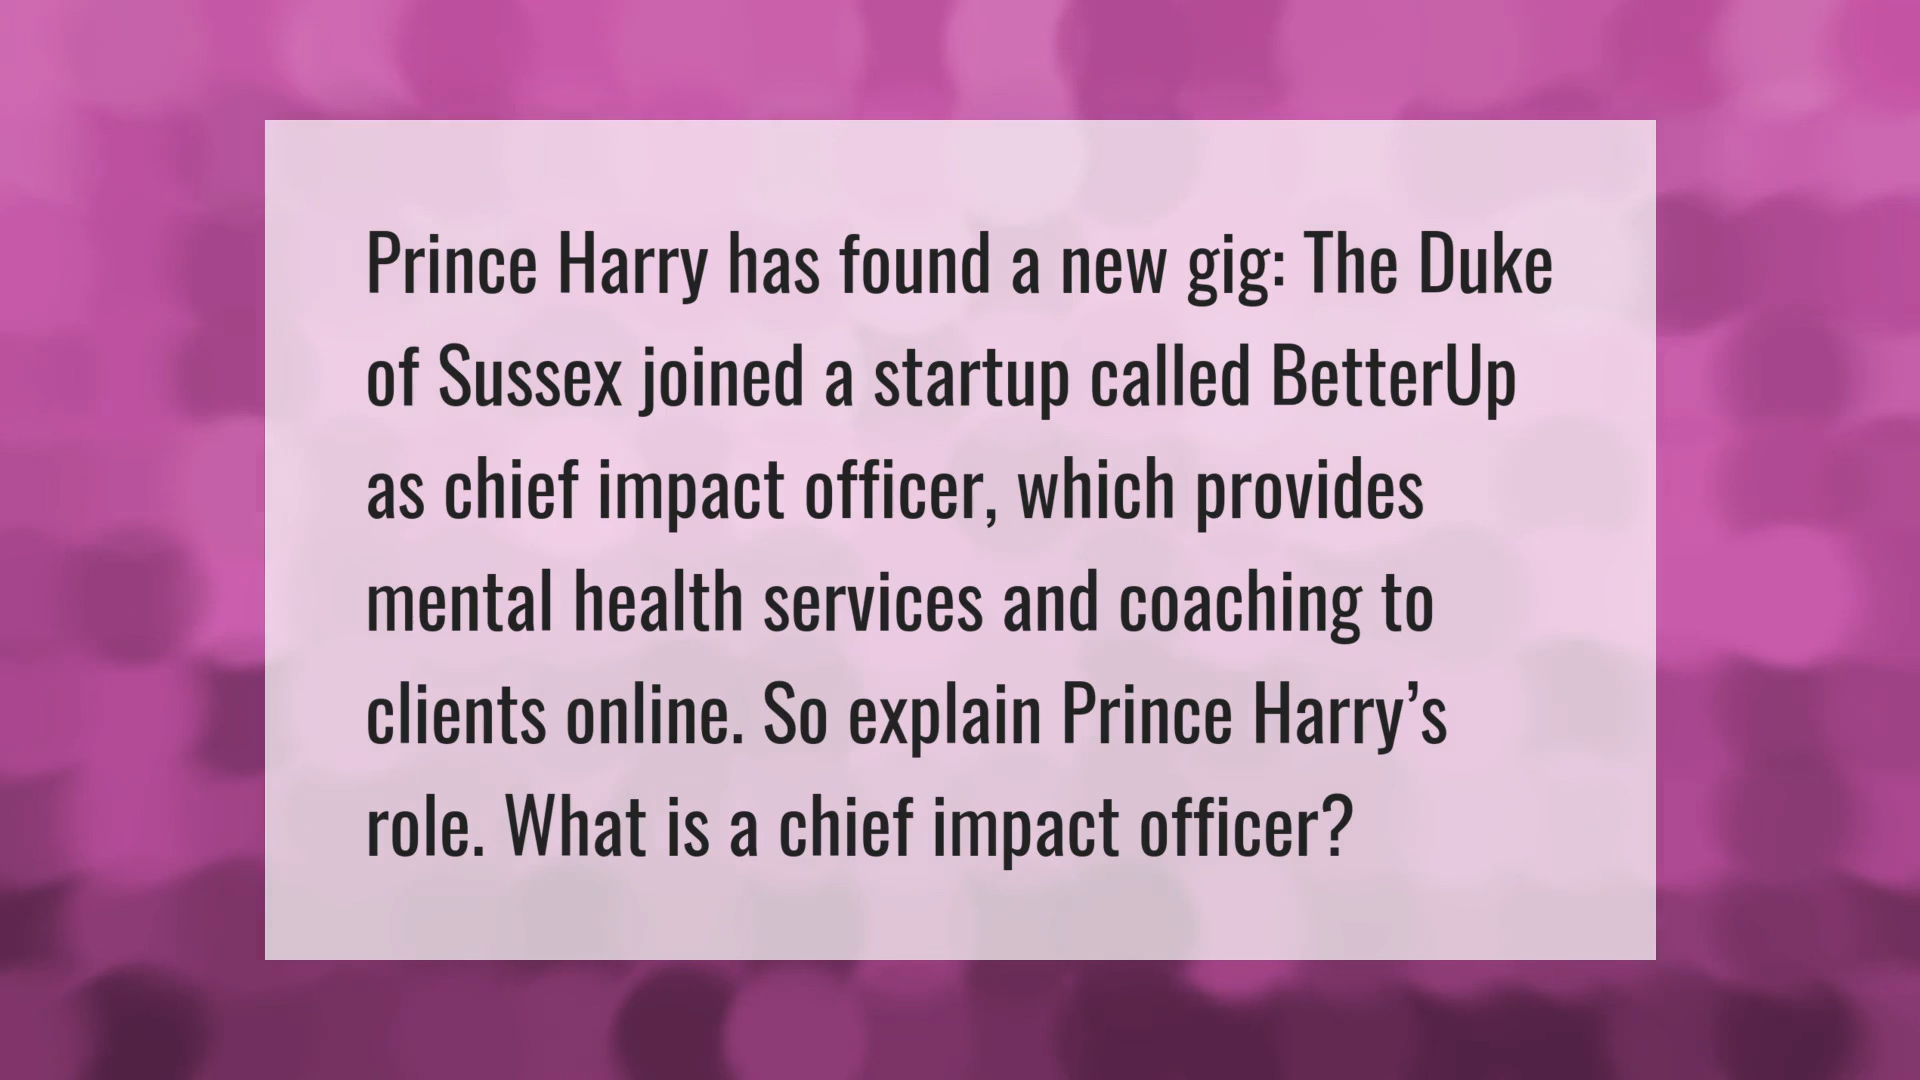 Prince Harry has found a new gig: The Duke
of Sussex joined a startup called BetterUp
as chief impact officer, which provides
mental health services and coaching to
clients online. So explain Prince Harry’s
role. What is a chief impact officer?